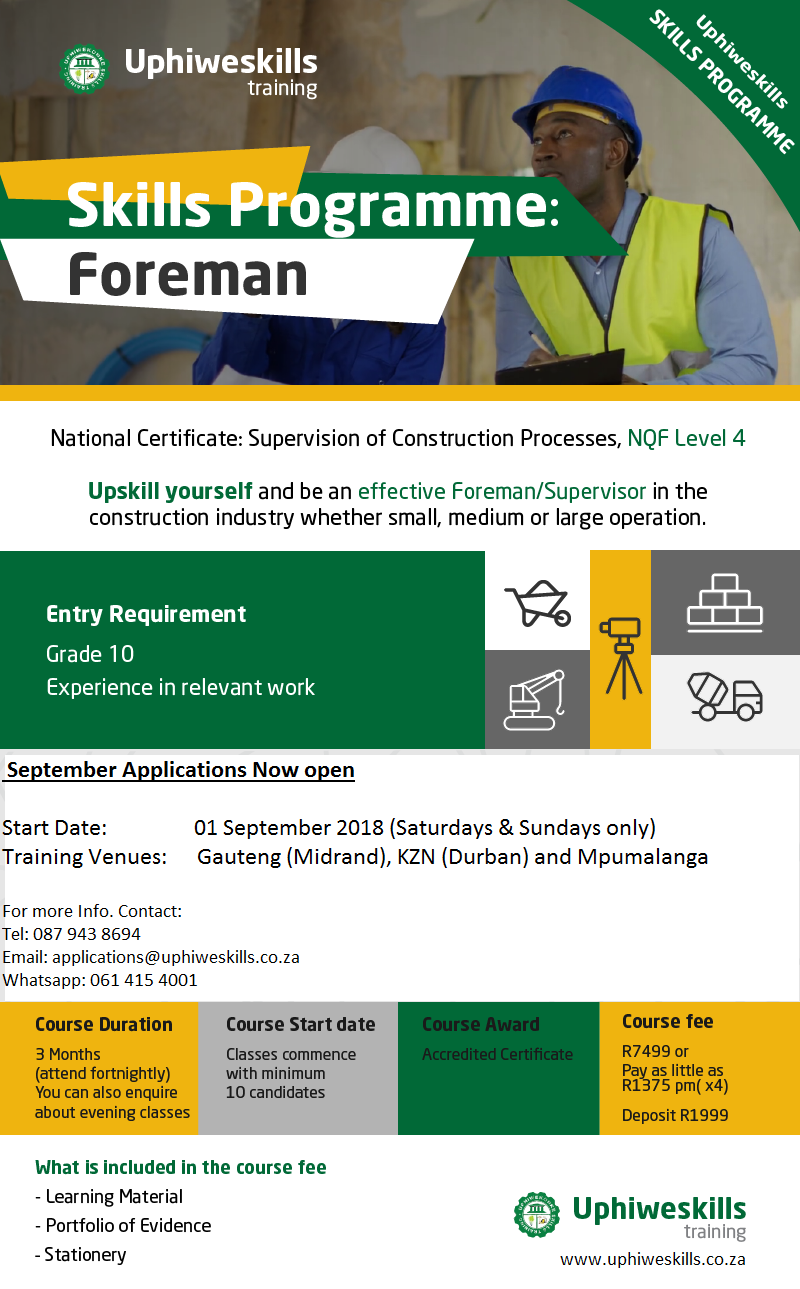 Uphiweskills
training
Uphiweskills
SKILLS PROGRAMME
Skills Programme:
Foreman
National Certificate: Supervision of Construction Processes, NQF Level 4
Upskill yourself and be an effective Foreman/Supervisor in the
construction industry whether small, medium or large operation.
Entry Requirement
Grade 10
Experience in relevant work
September Applications Now open
Start Date: 01 September 2018 (Saturdays & Sundays only)
Training Venues: Gauteng (Midrand), KZN (Durban) and Mpumalanga
For more Info. Contact:
Tel: 087 943 8694
Email: applications@uphiweskills.co.za
Whatsapp: 061 415 4001
Course Duration
3 Months
(attend fortnightly)
You can also enquire
about evening classes
Course Start date
Classes commence
with minimum
10 candidates
Course Award
Accredited Certificate
Course fee
R7499 or
Pay as little as
R1375 pm( x4)
Deposit R1999
What is included in the course fee
- Learning Material
- Portfolio of Evidence
- Stationery
Uphiweskills
training
www.uphiweskills.co.za